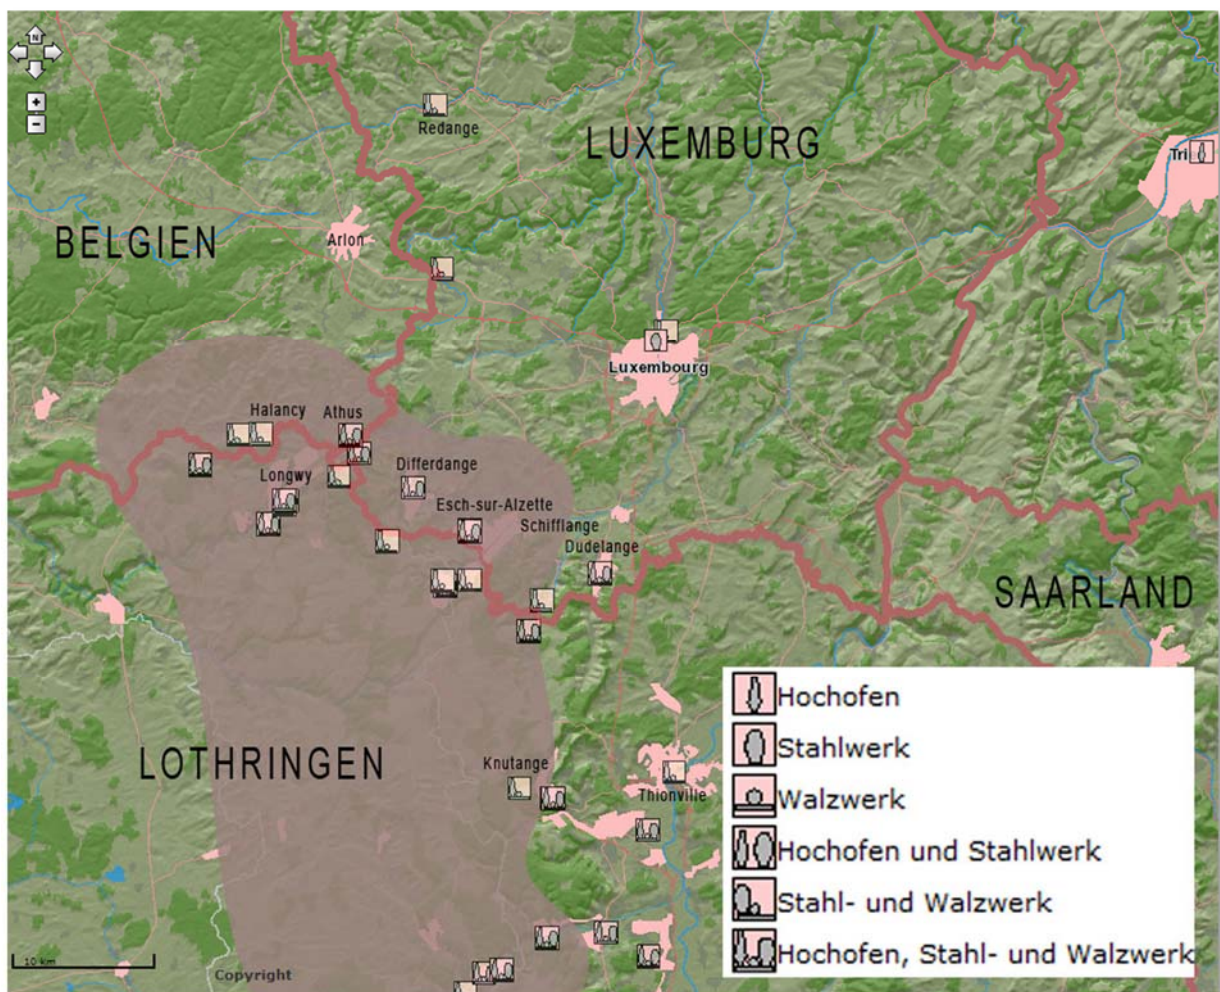 N
Redange
LUXEMBURG
Tri
BELGIEN
Arlon
+
-
Luxembourg
Halancy
Athus
Longwy
Differdange
Esch-sur-Alzette
Schifflange
Dudelange
SAARLAND
LOTHRINGEN
Knutange
Thionville
Hochofen
Stahlwerk
Walzwerk
Hochofen und Stahlwerk
Stahl- und Walzwerk
Hochofen, Stahl- und Walzwerk
10 km
Copyright